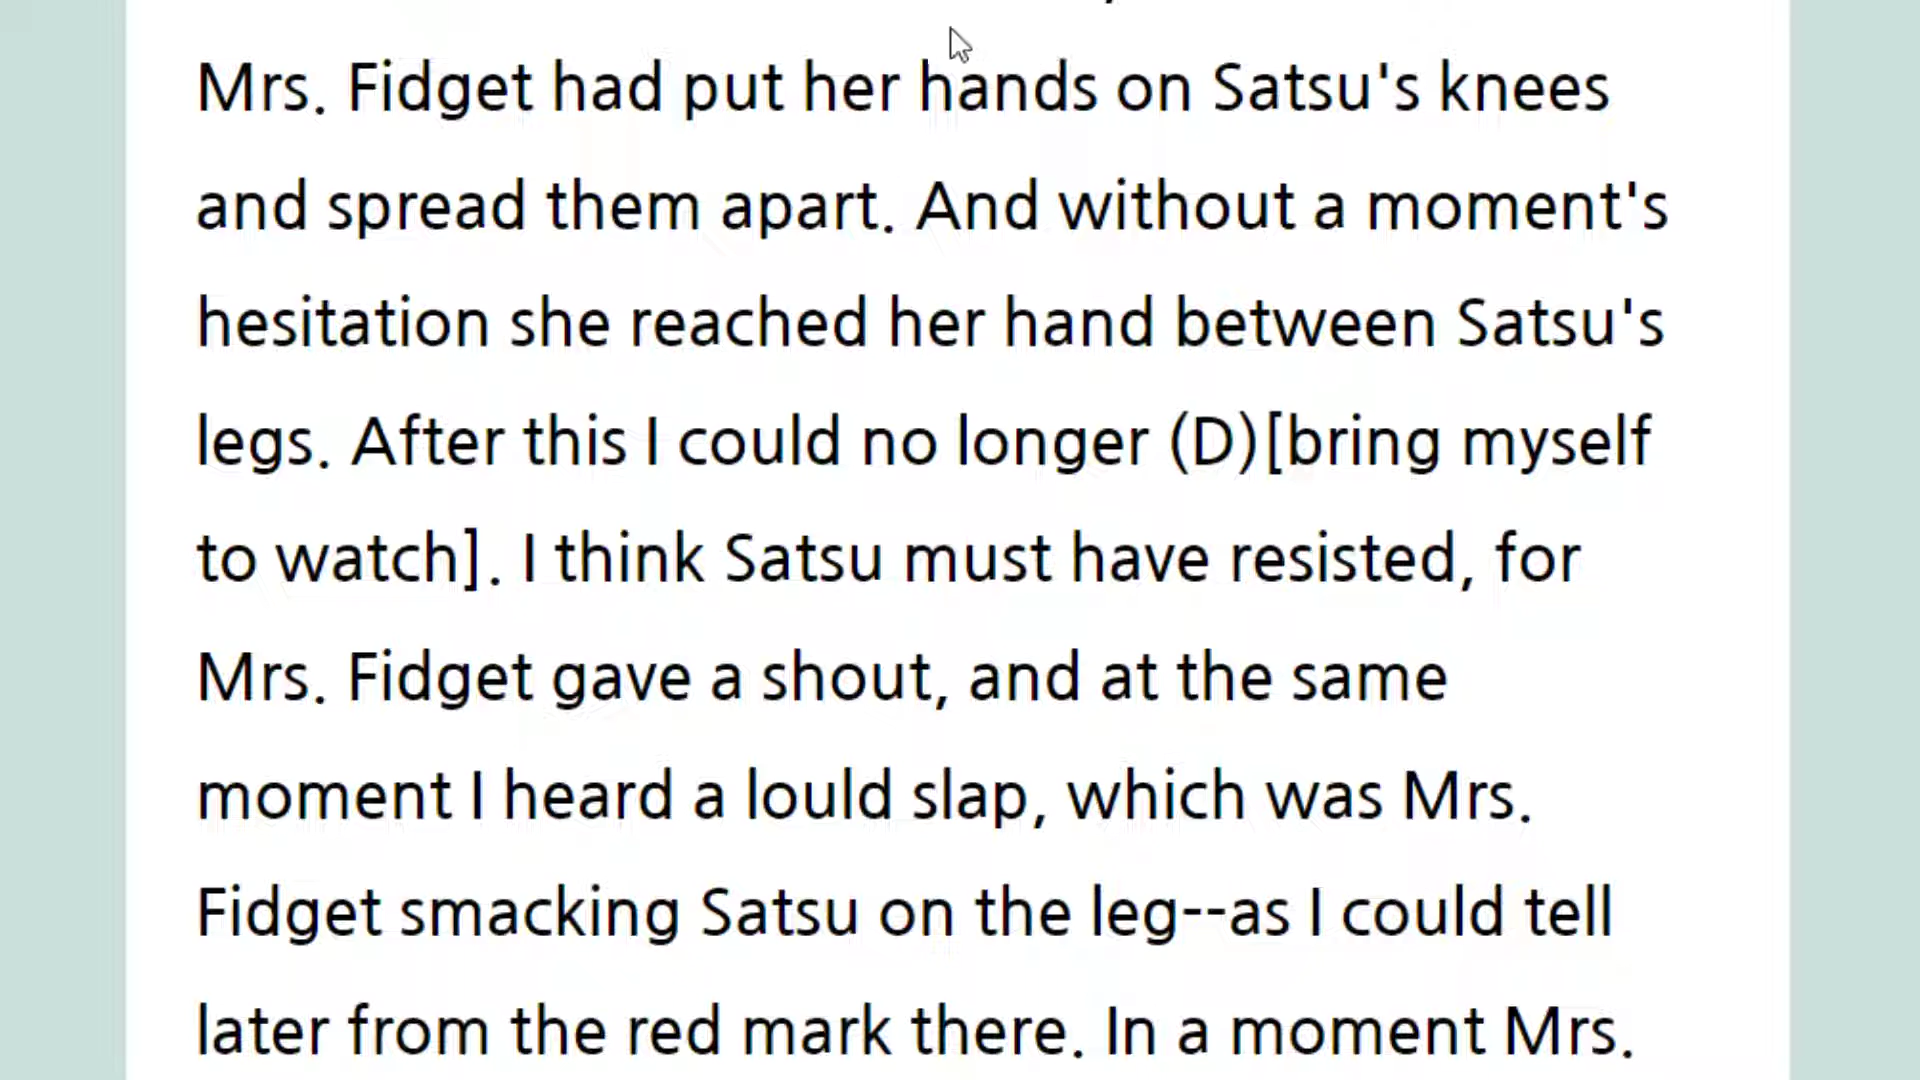 Mrs. Fidget had put her hands on Satsu's knees
and spread them apart. And without a moment's
hesitation she reached her hand between Satsu's
legs. After this I could no longer (D)[bring myself
to watch]. I think Satsu must have resisted, for
Mrs. Fidget gave a shout, and at the same
moment I heard a lould slap, which was Mrs.
Fidget smacking Satsu on the leg--as I could tell
later from the red mark there. In a moment Mrs.